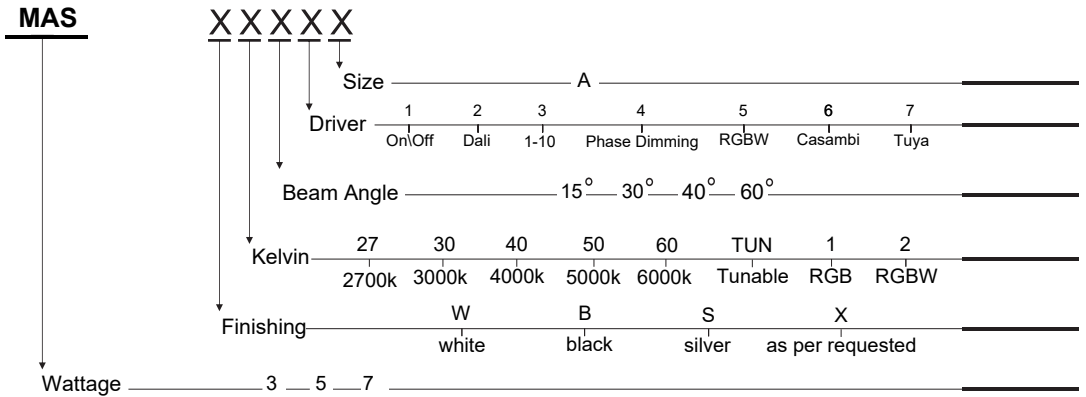 MAS X X X X X
Size A
1 2 3 4 5 6 7
Driver
On\Off Dali 1-10 Phase Dimming RGBW Casambi Tuya
Beam Angle 15° 30° 40° 60°
27 30 40 50 60 TUN 1 2
Kelvin
2700k 3000k 4000k 5000k 6000k Tunable RGB RGBW
W B S X
Finishing
white black silver as per requested
Wattage 3 5 7